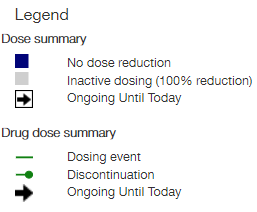 Legend
Dose summary
No dose reduction
Inactive dosing (100% reduction)
Ongoing Until Today
Drug dose summary
Dosing event
Discontinuation
Ongoing Until Today